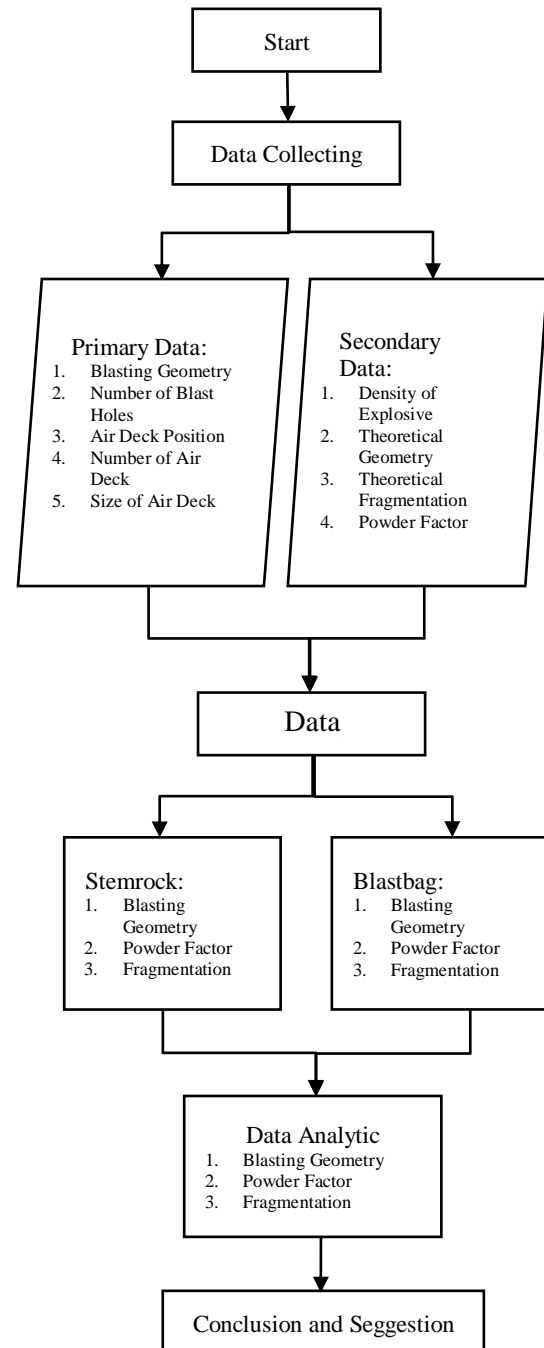 Start
Data Collecting
Primary Data:
1. Blasting Geometry
2. Number of Blast
Holes
3. Air Deck Position
4. Number of Air
Deck
5. Size of Air Deck
Secondary
Data:
1. Density of
Explosive
2. Theoretical
Geometry
3. Theoretical
Fragmentation
4. Powder Factor
Data
Stemrock:
1. Blasting
Geometry
2. Powder Factor
3. Fragmentation
Blastbag:
1. Blasting
Geometry
2. Powder Factor
3. Fragmentation
Data Analytic
1. Blasting Geometry
2. Powder Factor
3. Fragmentation
Conclusion and Seggestion